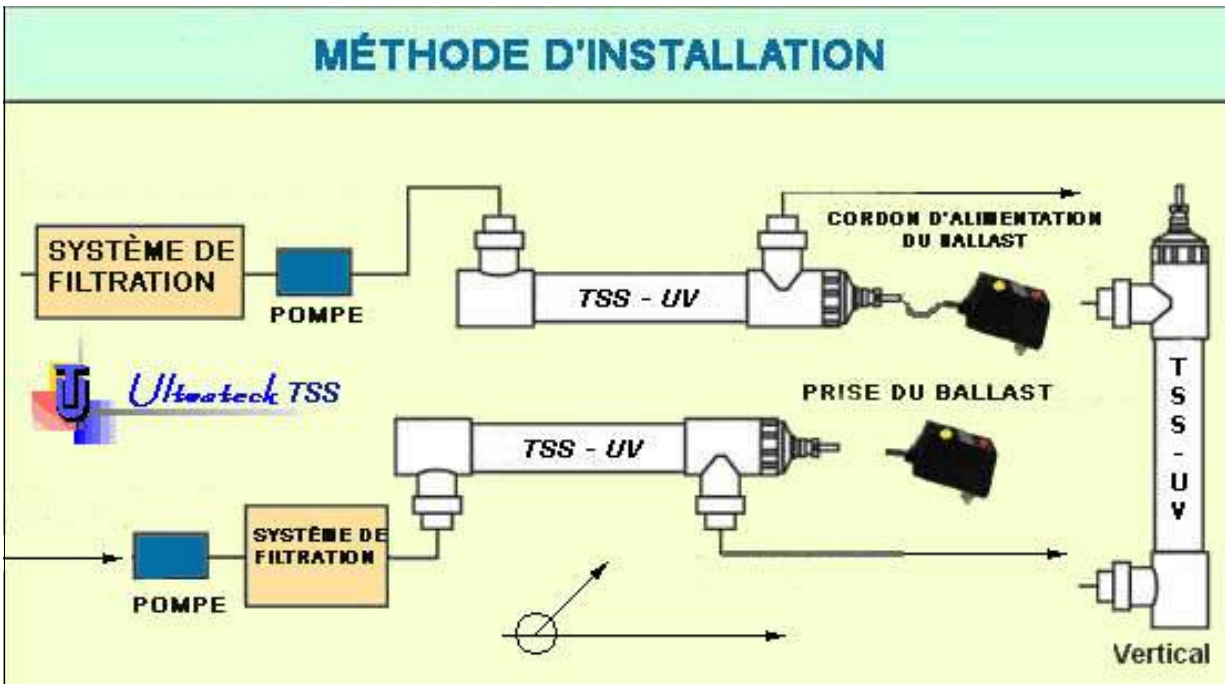 MÉTHODE D'INSTALLATION
SYSTÈME DE
FILTRATION
POMPE
TSS - UV
CORDON D'ALIMENTATION
DU BALLAST
Ultrateck TSS
TSS - UV
PRISE DU BALLAST
POMPE
SYSTÈME DE
FILTRATION
TSS - UV
Vertical